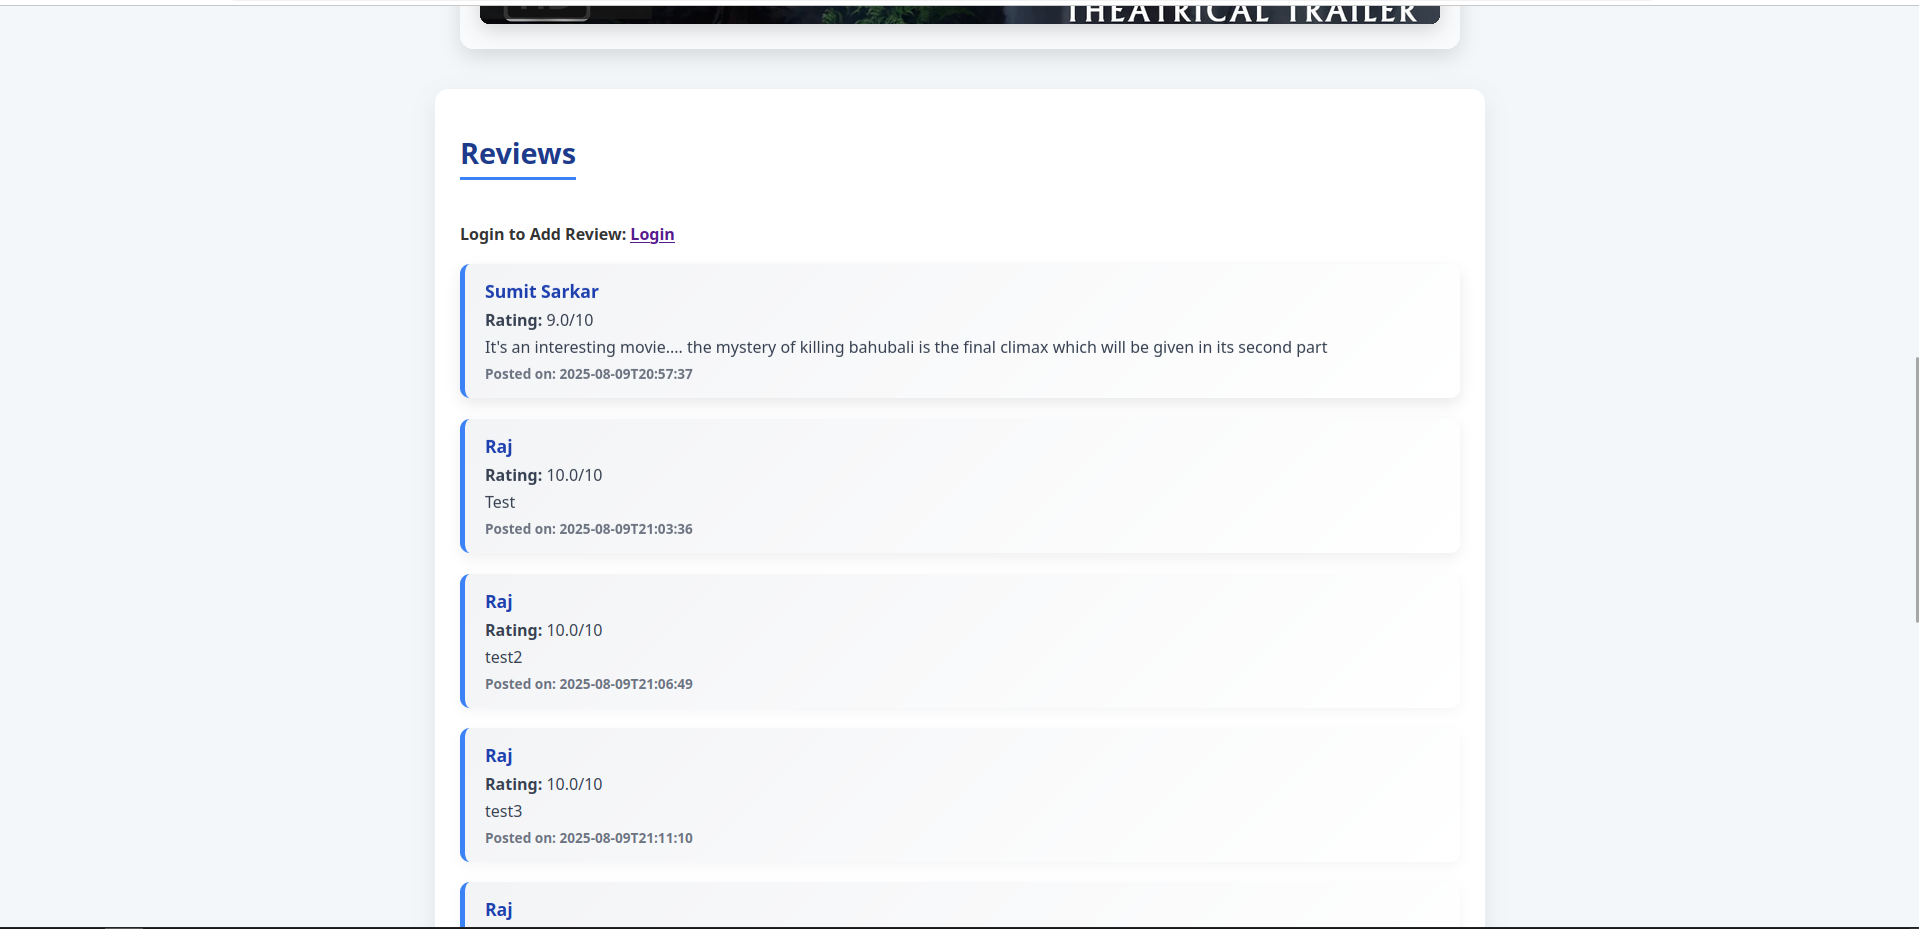 THEATRICAL TRAILER
Reviews
Login to Add Review: Login
Sumit Sarkar
Rating: 9.0/10
It's an interesting movie.... the mystery of killing bahubali is the final climax which will be given in its second part
Posted on: 2025-08-09T20:57:37
Raj
Rating: 10.0/10
Test
Posted on: 2025-08-09T21:03:36
Raj
Rating: 10.0/10
test2
Posted on: 2025-08-09T21:06:49
Raj
Rating: 10.0/10
test3
Posted on: 2025-08-09T21:11:10
Raj